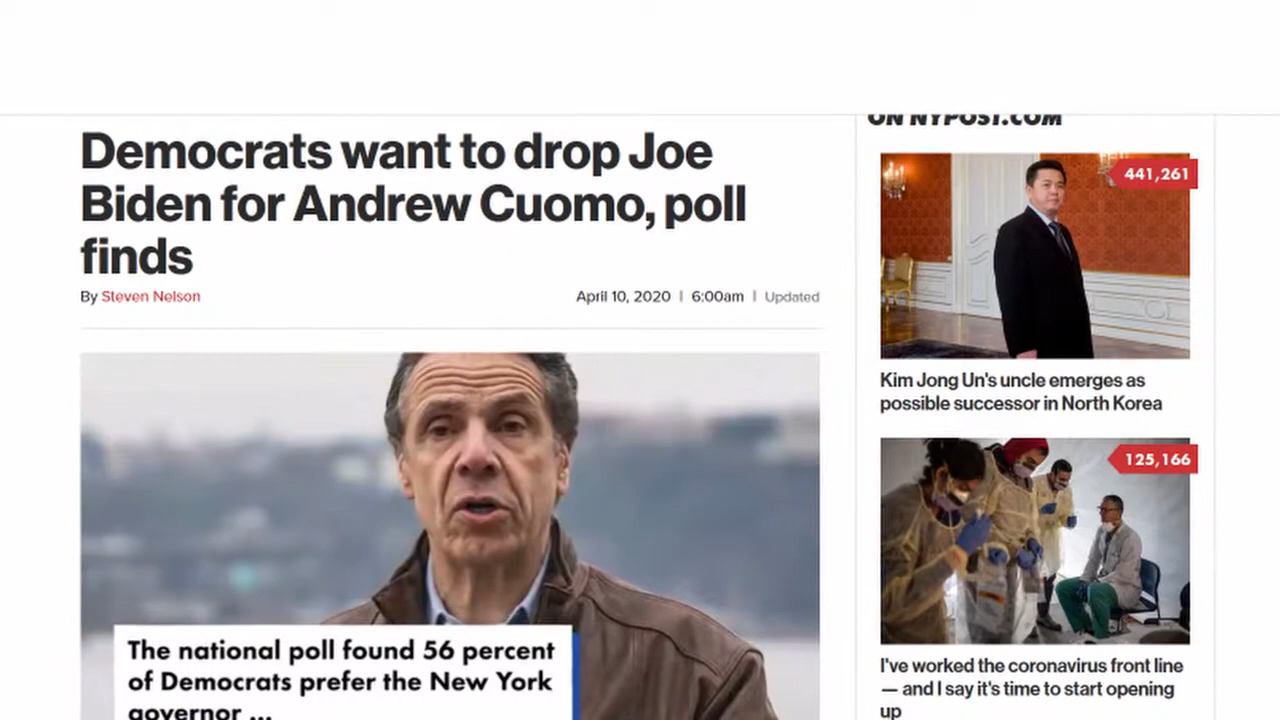 Democrats want to drop Joe
Biden for Andrew Cuomo, poll
finds
By Steven Nelson
April 10, 2020 | 6:00am | Updated
The national poll found 56 percent
of Democrats prefer the New York
governor ...
ON NYPOST.COM
441,261
Kim Jong Un's uncle emerges as
possible successor in North Korea
125,166
I've worked the coronavirus front line
— and I say it's time to start opening
up